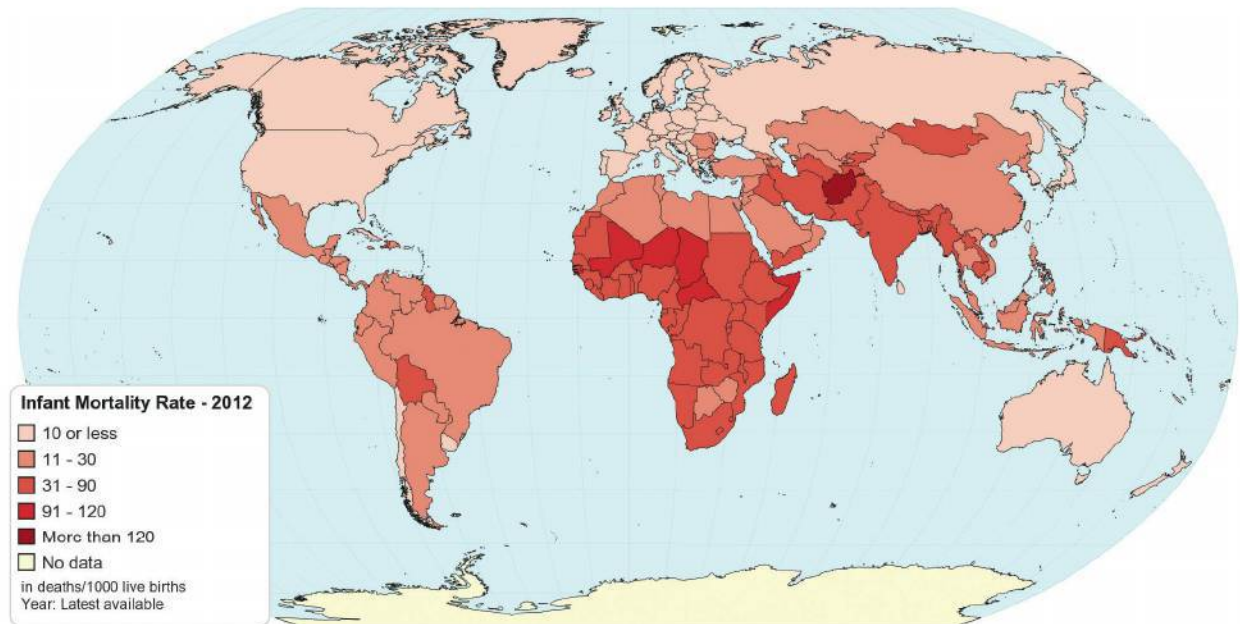 Infant Mortality Rate - 2012
10 or less
11 - 30
31 - 90
91 - 120
More than 120
No data
in deaths/1000 live births
Year: Latest available